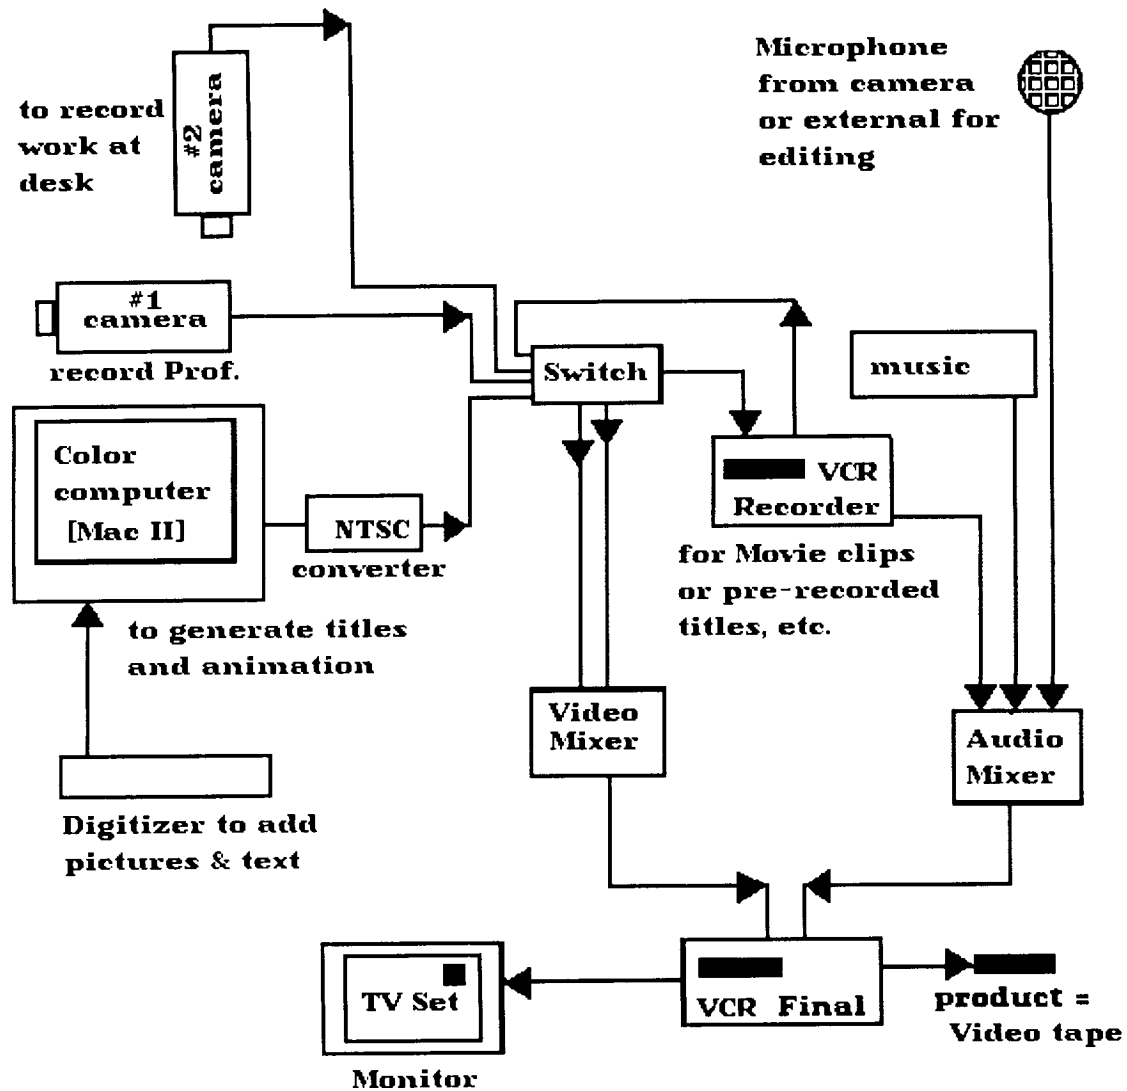 Microphone
from camera
or external for
editing
to record
work at
desk
#2
camera
#1
camera
record Prof.
Switch
music
Color
computer
[Mac II]
NTSC
converter
VCR
Recorder
for Movie clips
or pre-recorded
titles, etc.
to generate titles
and animation
Video
Mixer
Audio
Mixer
Digitizer to add
pictures & text
TV Set
Monitor
VCR Final
product =
Video tape